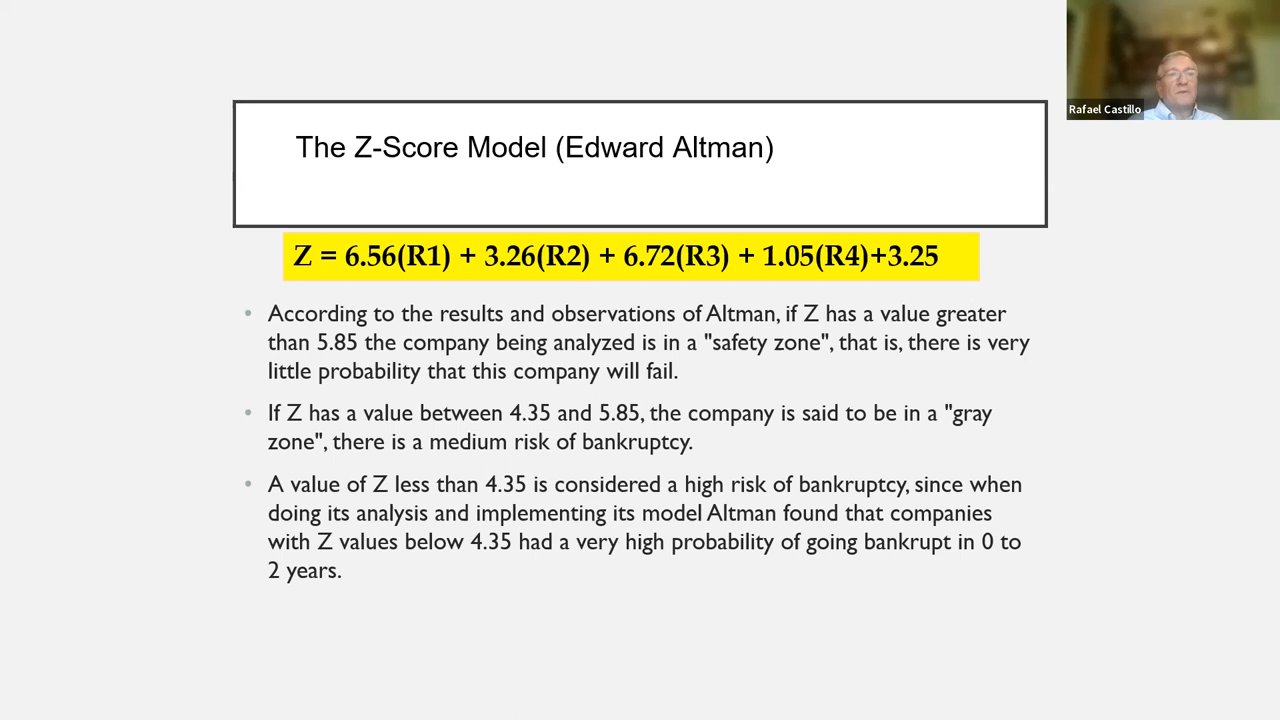 Rafael Castillo
The Z-Score Model (Edward Altman)
Z = 6.56(R1) + 3.26(R2) + 6.72(R3) + 1.05(R4)+3.25
• According to the results and observations of Altman, if Z has a value greater
than 5.85 the company being analyzed is in a "safety zone", that is, there is very
little probability that this company will fail.
• If Z has a value between 4.35 and 5.85, the company is said to be in a "gray
zone", there is a medium risk of bankruptcy.
• A value of Z less than 4.35 is considered a high risk of bankruptcy, since when
doing its analysis and implementing its model Altman found that companies
with Z values below 4.35 had a very high probability of going bankrupt in 0 to
2 years.